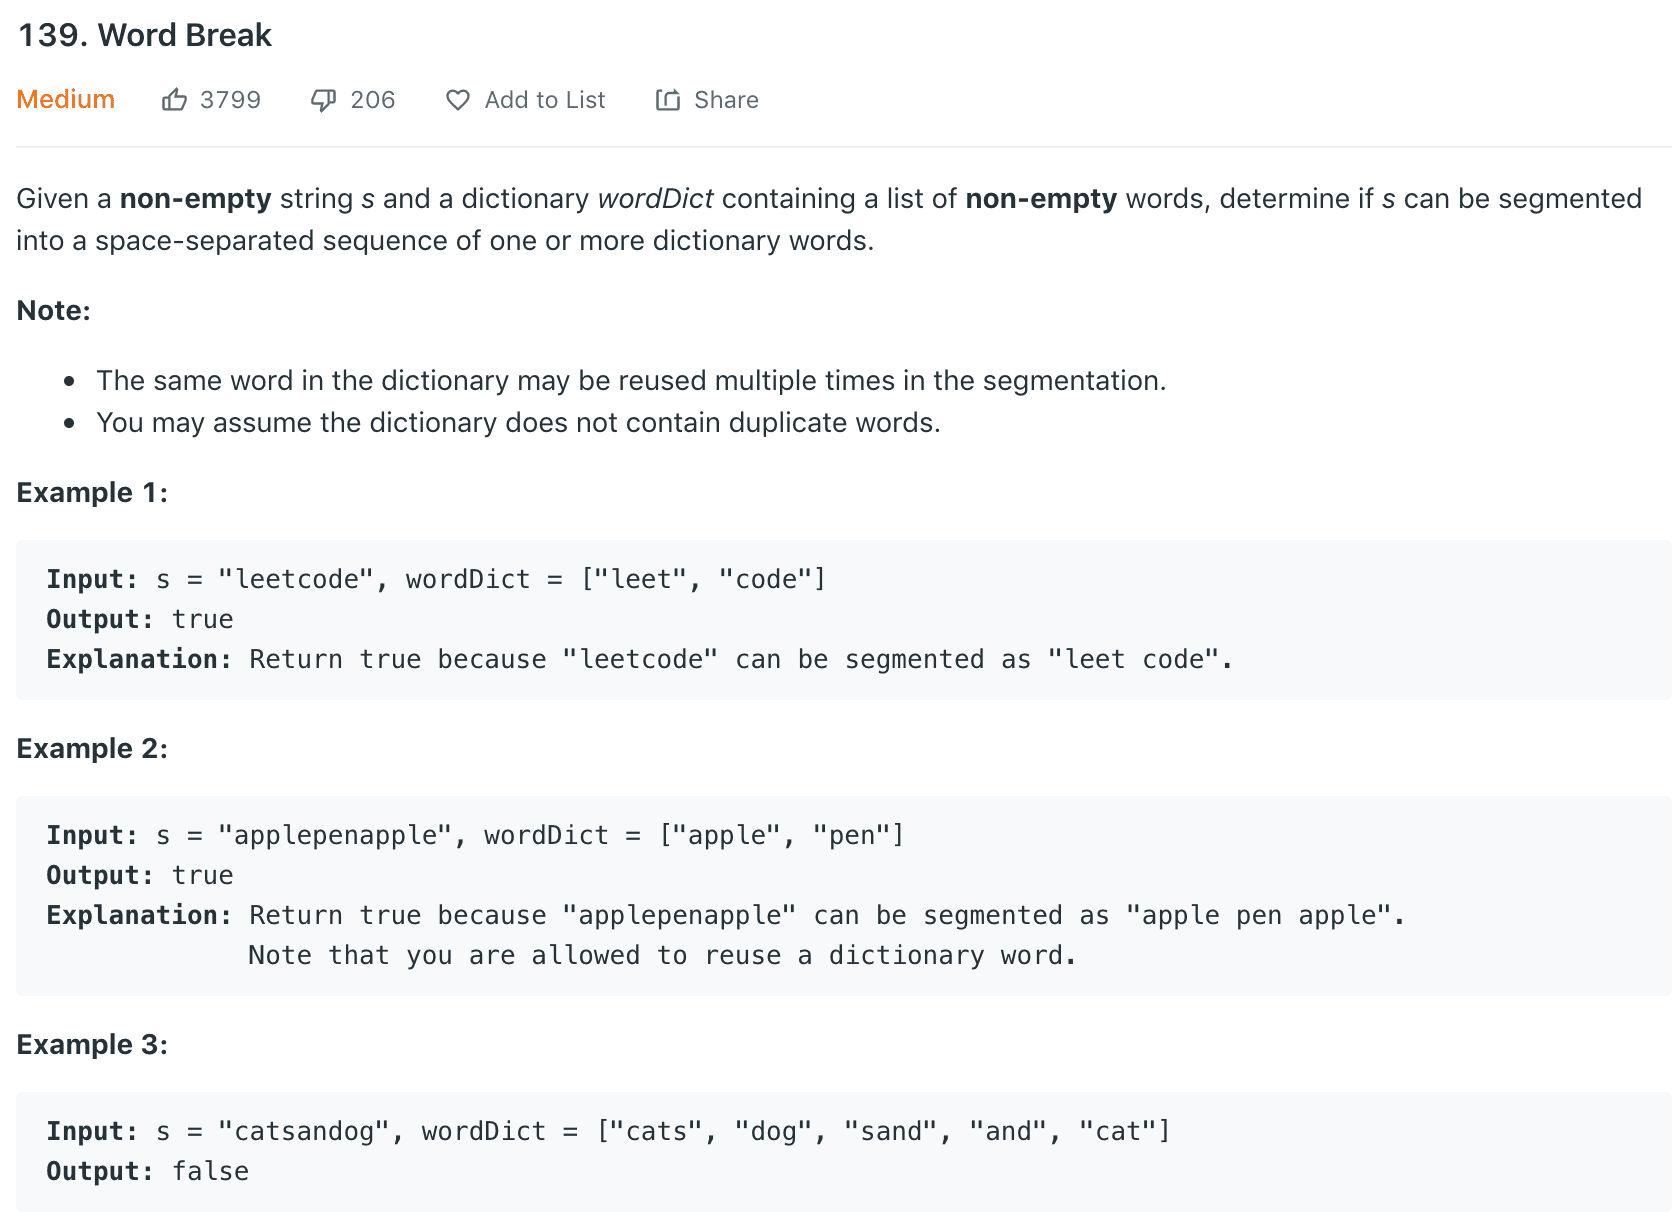 139. Word Break
Medium 3799 206 Add to List Share
Given a non-empty string s and a dictionary wordDict containing a list of non-empty words, determine if s can be segmented
into a space-separated sequence of one or more dictionary words.
Note:
• The same word in the dictionary may be reused multiple times in the segmentation.
• You may assume the dictionary does not contain duplicate words.
Example 1:
Input: s = "leetcode", wordDict = ["leet", "code"]
Output: true
Explanation: Return true because "leetcode" can be segmented as "leet code".
Example 2:
Input: s = "applepenapple", wordDict = ["apple", "pen"]
Output: true
Explanation: Return true because "applepenapple" can be segmented as "apple pen apple".
Note that you are allowed to reuse a dictionary word.
Example 3:
Input: s = "catsandog", wordDict = ["cats", "dog", "sand", "and", "cat"]
Output: false